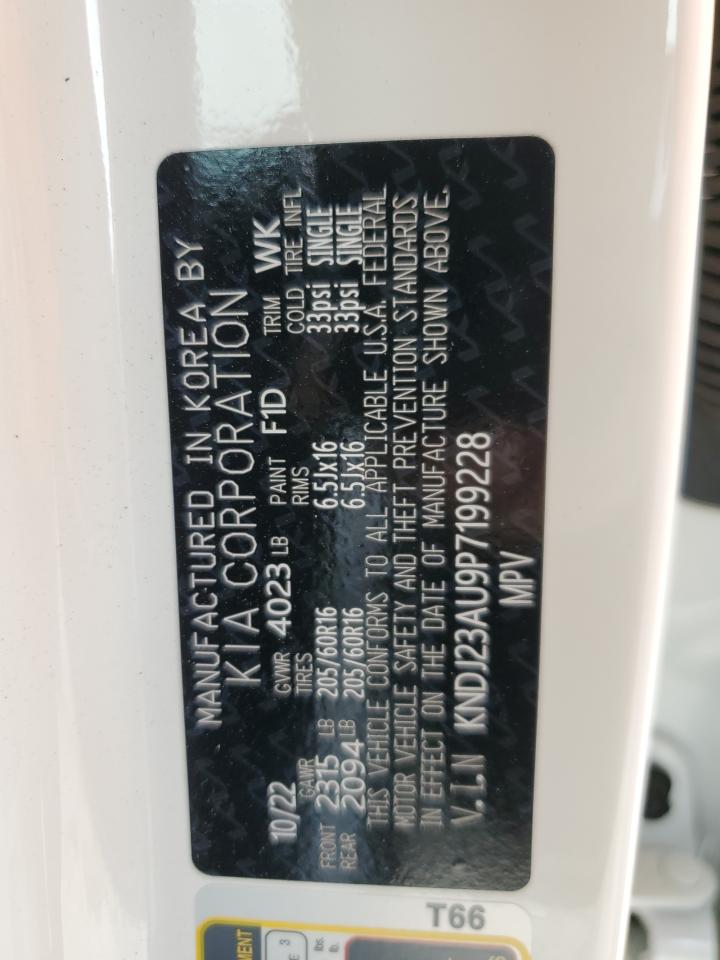 MANUFACTURED IN KOREA BY
KIA CORPORATION
10/22 GVWR 4023 LB PAINT F1D TRIM WK
GAWR TIRES RIMS COLD TIRE INFL
FRONT 2315 LB 205/60R16 6.5Jx16 33psi SINGLE
REAR 2094 LB 205/60R16 6.5Jx16 33psi SINGLE
THIS VEHICLE CONFORMS TO ALL APPLICABLE U.S.A. FEDERAL
MOTOR VEHICLE SAFETY AND THEFT PREVENTION STANDARDS
IN EFFECT ON THE DATE OF MANUFACTURE SHOWN ABOVE.
V.I.N KNDJ23AU9P7199228
MPV
T66
3
lbs.
lb.